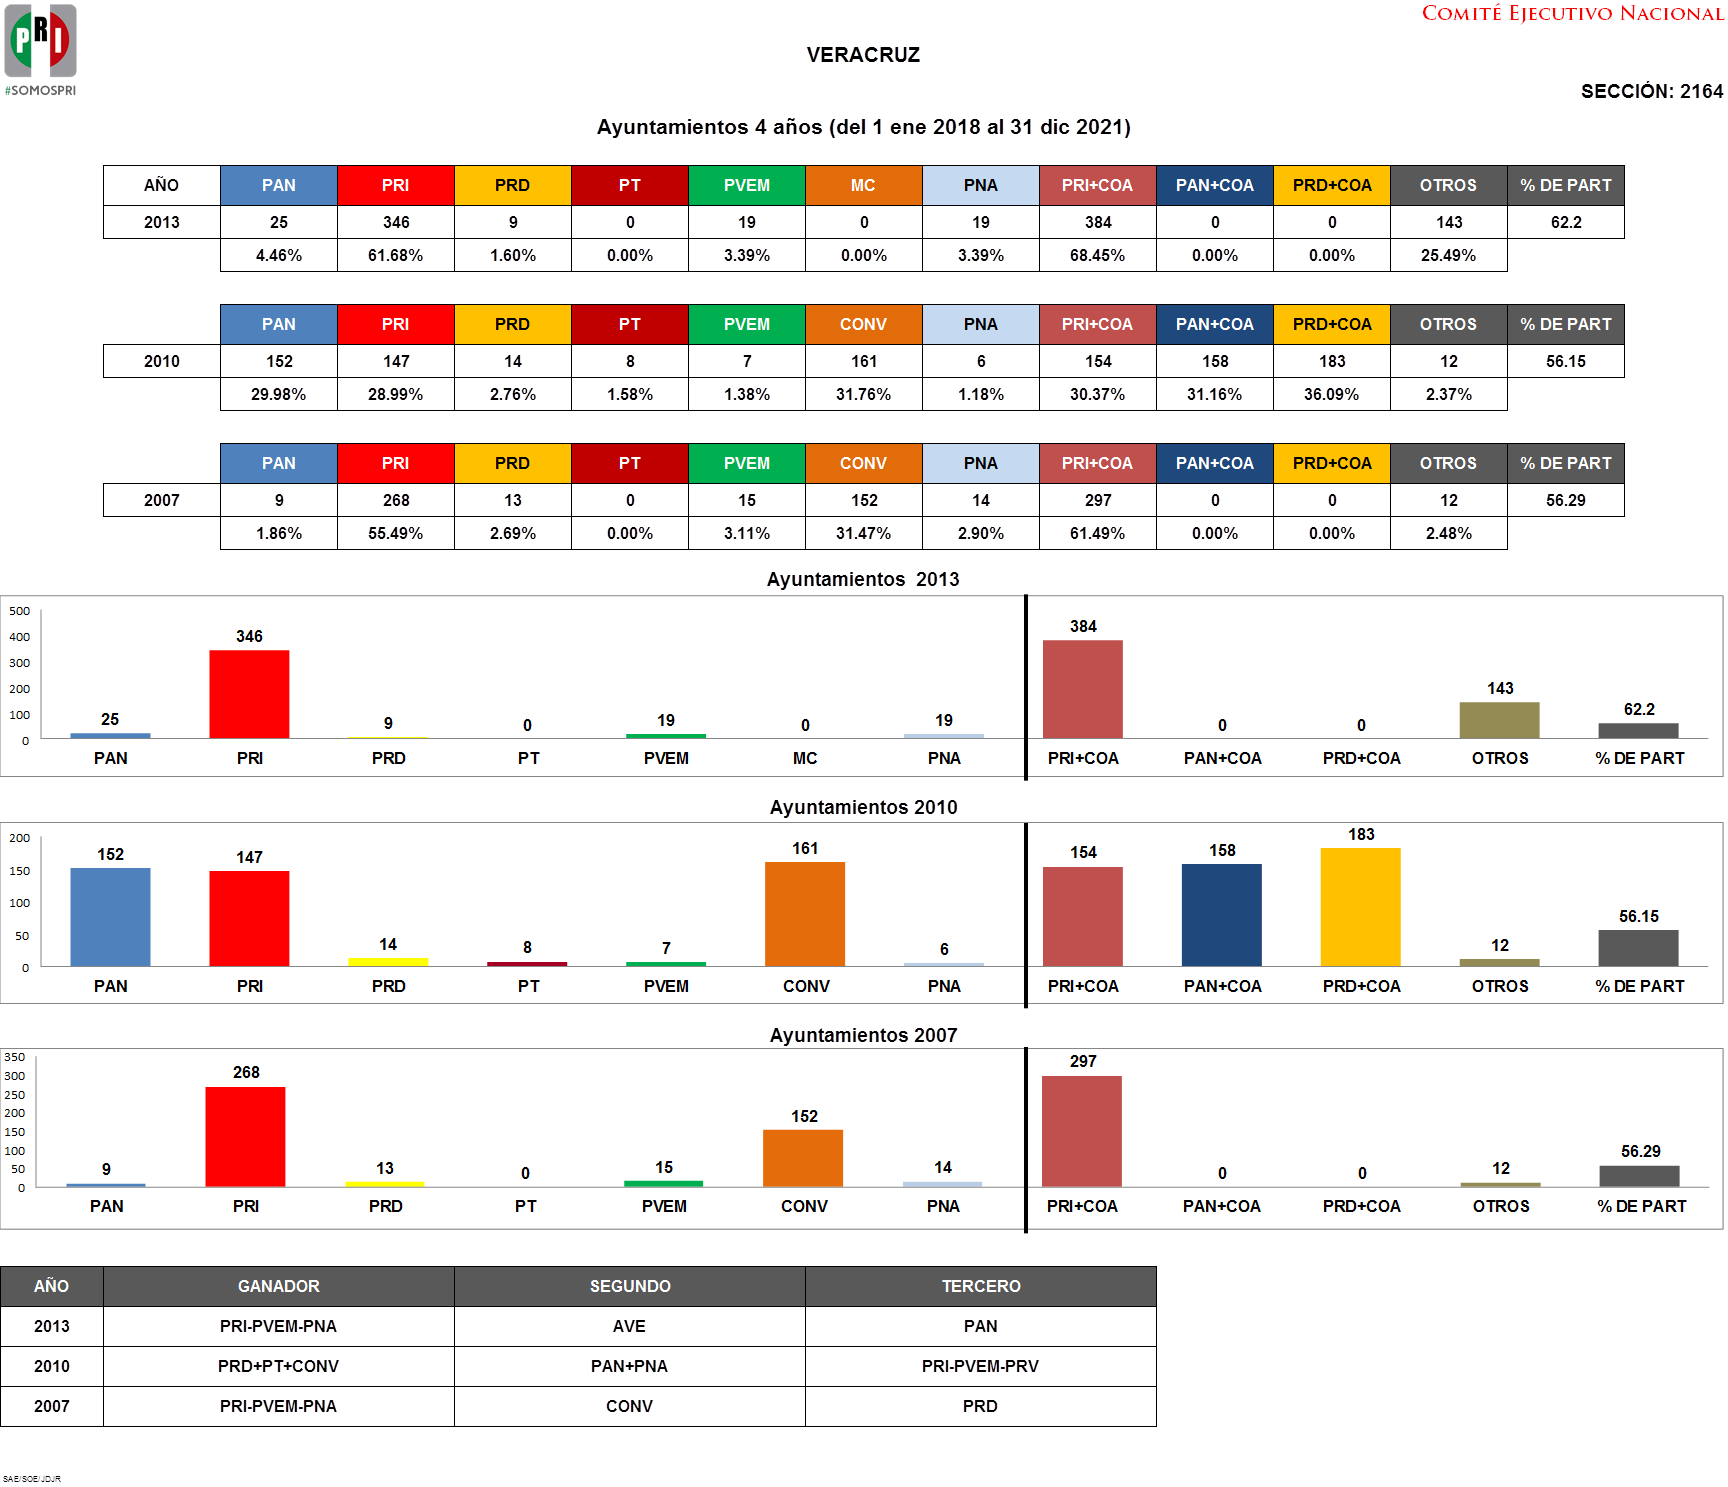 PRI
#SOMOSPRI
COMITÉ EJECUTIVO NACIONAL
VERACRUZ
SECCIÓN: 2164
Ayuntamientos 4 años (del 1 ene 2018 al 31 dic 2021)
AÑO PAN PRI PRD PT PVEM MC PNA PRI+COA PAN+COA PRD+COA OTROS % DE PART
2013 25 346 9 0 19 0 19 384 0 0 143 62.2
4.46% 61.68% 1.60% 0.00% 3.39% 0.00% 3.39% 68.45% 0.00% 0.00% 25.49%
PAN PRI PRD PT PVEM CONV PNA PRI+COA PAN+COA PRD+COA OTROS % DE PART
2010 152 147 14 8 7 161 6 154 158 183 12 56.15
29.98% 28.99% 2.76% 1.58% 1.38% 31.76% 1.18% 30.37% 31.16% 36.09% 2.37%
PAN PRI PRD PT PVEM CONV PNA PRI+COA PAN+COA PRD+COA OTROS % DE PART
2007 9 268 13 0 15 152 14 297 0 0 12 56.29
1.86% 55.49% 2.69% 0.00% 3.11% 31.47% 2.90% 61.49% 0.00% 0.00% 2.48%
Ayuntamientos 2013
500
400
300
200
100
0
25 346 9 0 19 0 19 384 0 0 143 62.2
PAN PRI PRD PT PVEM MC PNA PRI+COA PAN+COA PRD+COA OTROS % DE PART
Ayuntamientos 2010
200
150
100
50
0
152 147 14 8 7 161 6 154 158 183 12 56.15
PAN PRI PRD PT PVEM CONV PNA PRI+COA PAN+COA PRD+COA OTROS % DE PART
Ayuntamientos 2007
350
300
250
200
150
100
50
0
9 268 13 0 15 152 14 297 0 0 12 56.29
PAN PRI PRD PT PVEM CONV PNA PRI+COA PAN+COA PRD+COA OTROS % DE PART
AÑO GANADOR SEGUNDO TERCERO
2013 PRI-PVEM-PNA AVE PAN
2010 PRD+PT+CONV PAN+PNA PRI-PVEM-PRV
2007 PRI-PVEM-PNA CONV PRD
SAE/SOE/JDJR